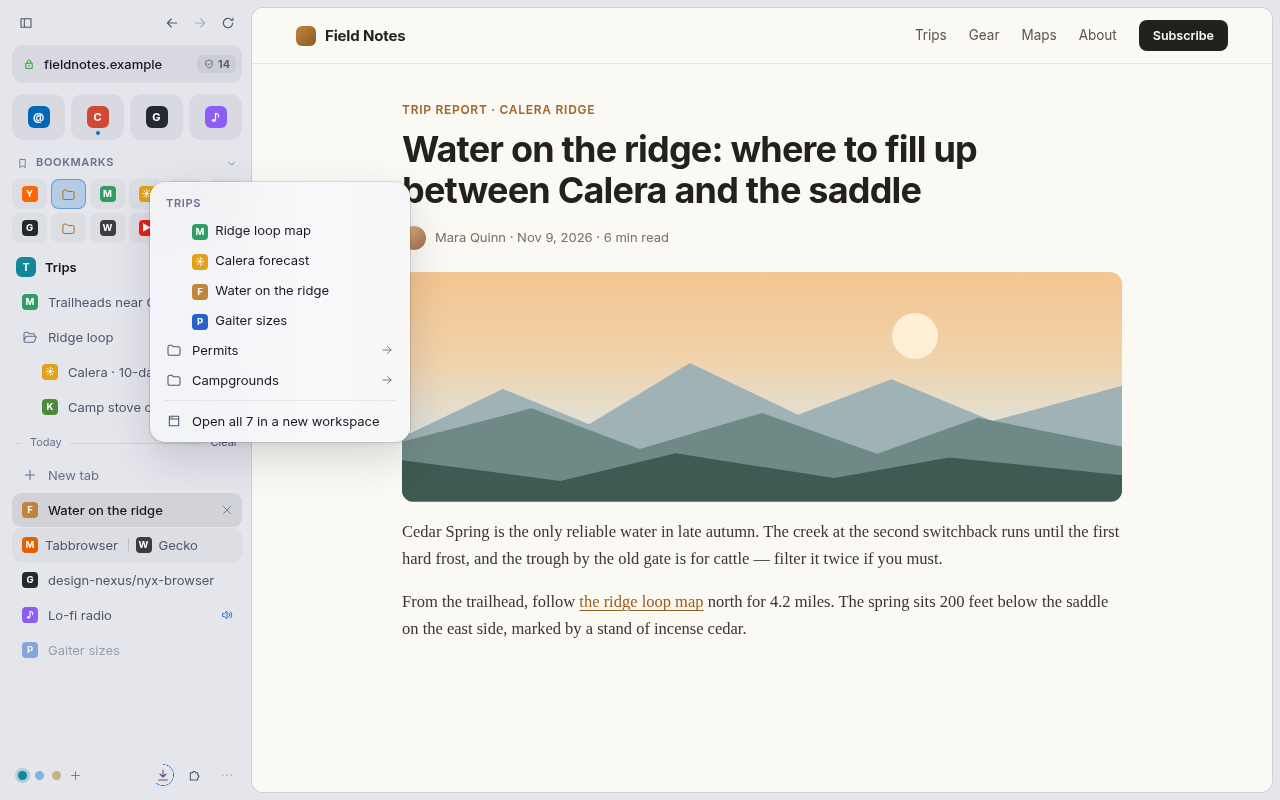 fieldnotes.example
14
@
C
G
BOOKMARKS
Y
M
G
W
T Trips
M Trailheads near
Ridge loop
Calera · 10-da
K Camp stove
Today
Clear
New tab
F Water on the ridge
M Tabbrowser
W Gecko
G design-nexus/nyx-browser
Lo-fi radio
P Gaiter sizes
TRIPS
M Ridge loop map
Calera forecast
F Water on the ridge
P Gaiter sizes
Permits
Campgrounds
Open all 7 in a new workspace
Field Notes
Trips
Gear
Maps
About
Subscribe
TRIP REPORT · CALERA RIDGE
Water on the ridge: where to fill up
between Calera and the saddle
Mara Quinn · Nov 9, 2026 · 6 min read
Cedar Spring is the only reliable water in late autumn. The creek at the second switchback runs until the first
hard frost, and the trough by the old gate is for cattle — filter it twice if you must.
From the trailhead, follow the ridge loop map north for 4.2 miles. The spring sits 200 feet below the saddle
on the east side, marked by a stand of incense cedar.